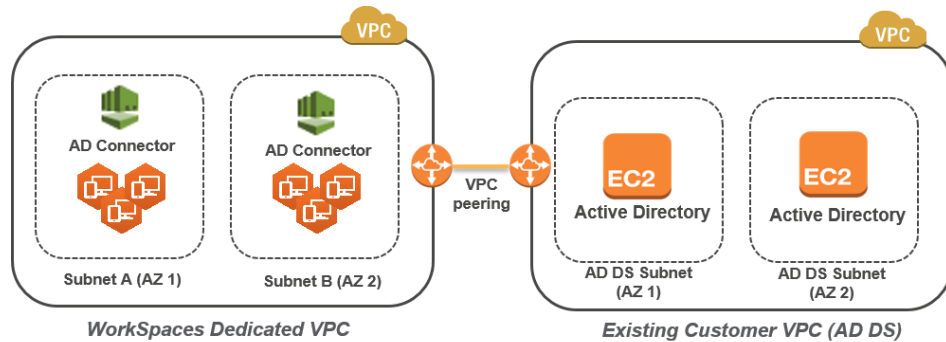 VPC
VPC
AD Connector
AD Connector
Subnet A (AZ 1)
Subnet B (AZ 2)
WorkSpaces Dedicated VPC
VPC
peering
EC2
Active Directory
EC2
Active Directory
AD DS Subnet
(AZ 1)
AD DS Subnet
(AZ 2)
Existing Customer VPC (AD DS)